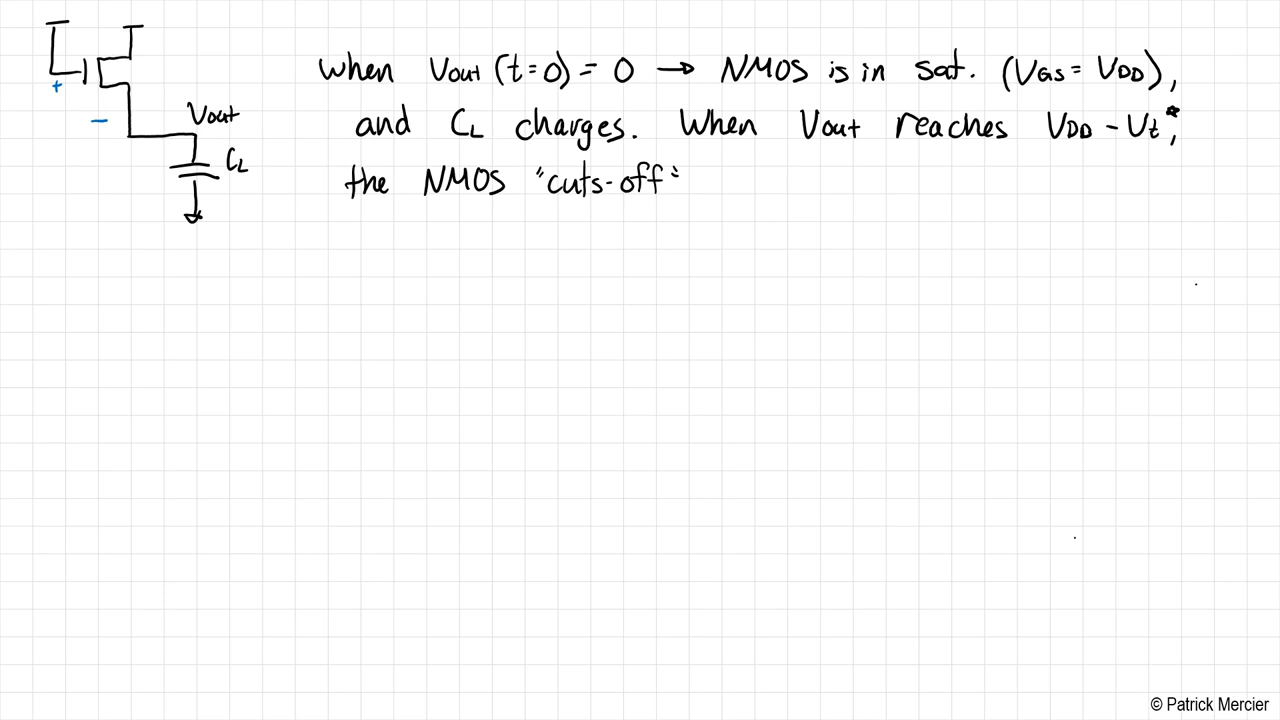 +
-
Vout
CL
When Vout (t=0) = 0 → NMOS is in sat. (VGS = VDD),
and CL charges. When Vout reaches VDD - Vt*,
the NMOS "cuts-off"
© Patrick Mercier